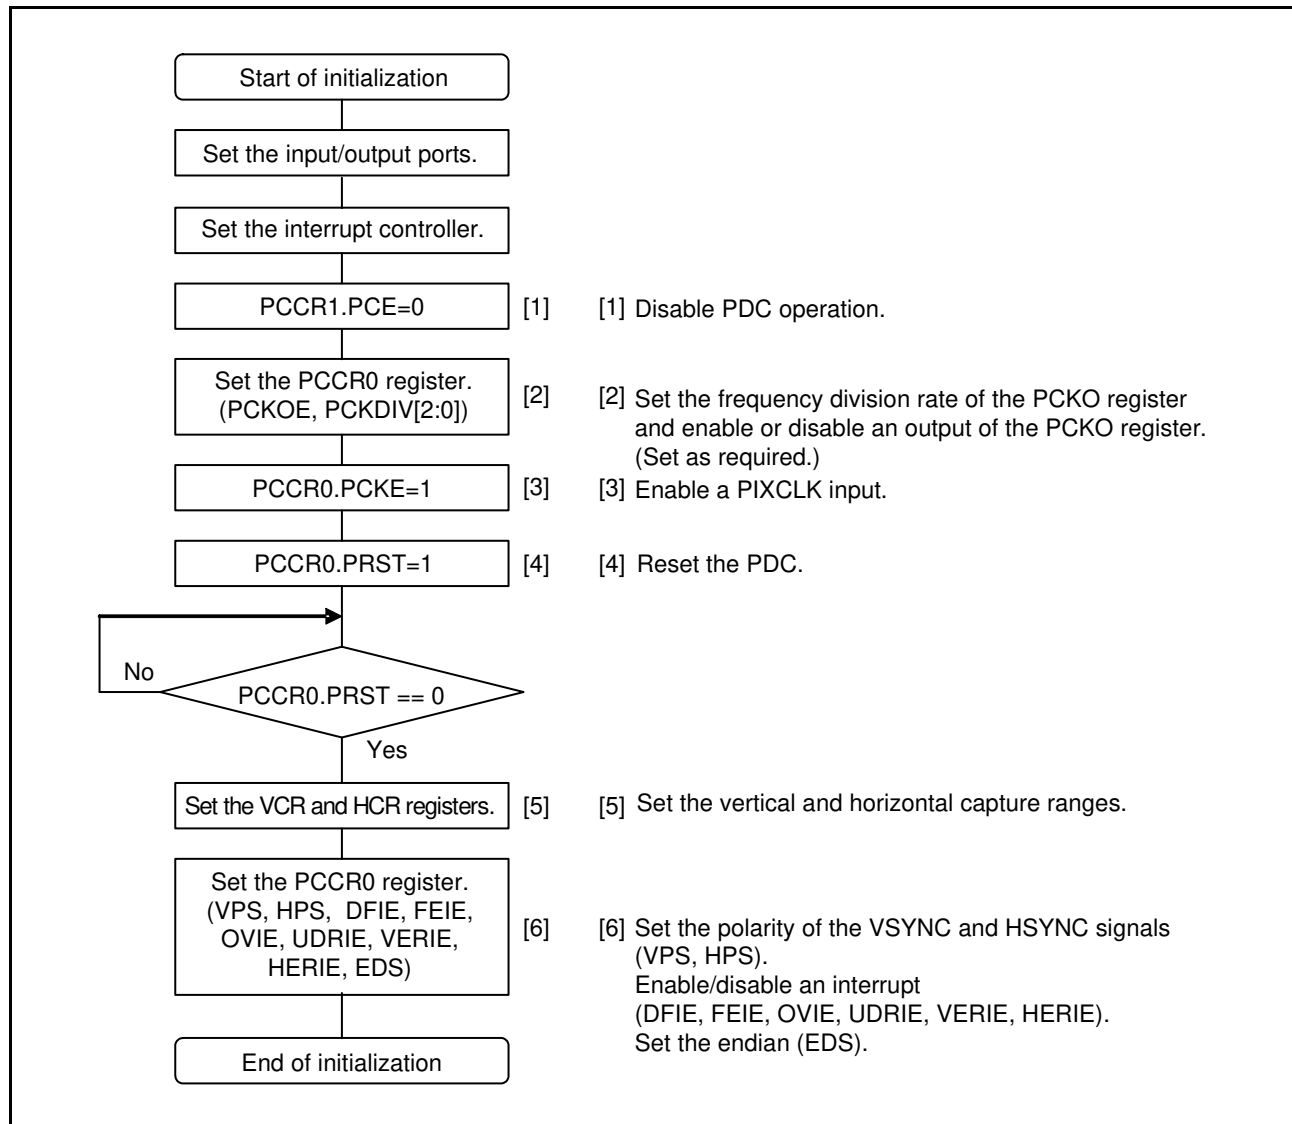 Start of initialization
Set the input/output ports.
Set the interrupt controller.
PCCR1.PCE=0 [1] [1] Disable PDC operation.
Set the PCCR0 register.
(PCKOE, PCKDIV[2:0])
[2] [2] Set the frequency division rate of the PCKO register
and enable or disable an output of the PCKO register.
(Set as required.)
PCCR0.PCKE=1 [3] [3] Enable a PIXCLK input.
PCCR0.PRST=1 [4] [4] Reset the PDC.
No
PCCR0.PRST == 0
Yes
Set the VCR and HCR registers. [5] [5] Set the vertical and horizontal capture ranges.
Set the PCCR0 register.
(VPS, HPS, DFIE, FEIE,
OVIE, UDRIE, VERIE,
HERIE, EDS)
[6] [6] Set the polarity of the VSYNC and HSYNC signals
(VPS, HPS).
Enable/disable an interrupt
(DFIE, FEIE, OVIE, UDRIE, VERIE, HERIE).
Set the endian (EDS).
End of initialization